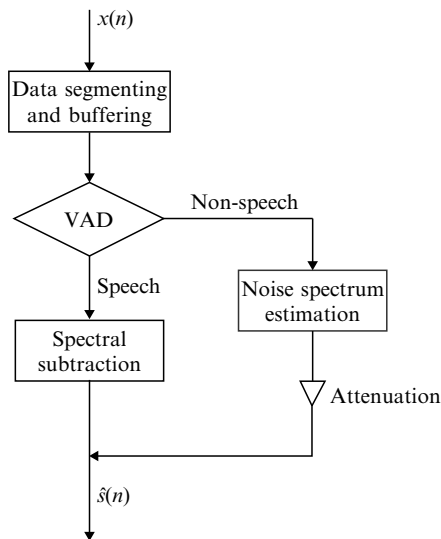 x(n)
Data segmenting
and buffering
VAD
Non-speech
Speech
Noise spectrum
estimation
Spectral
subtraction
Attenuation
ŝ(n)